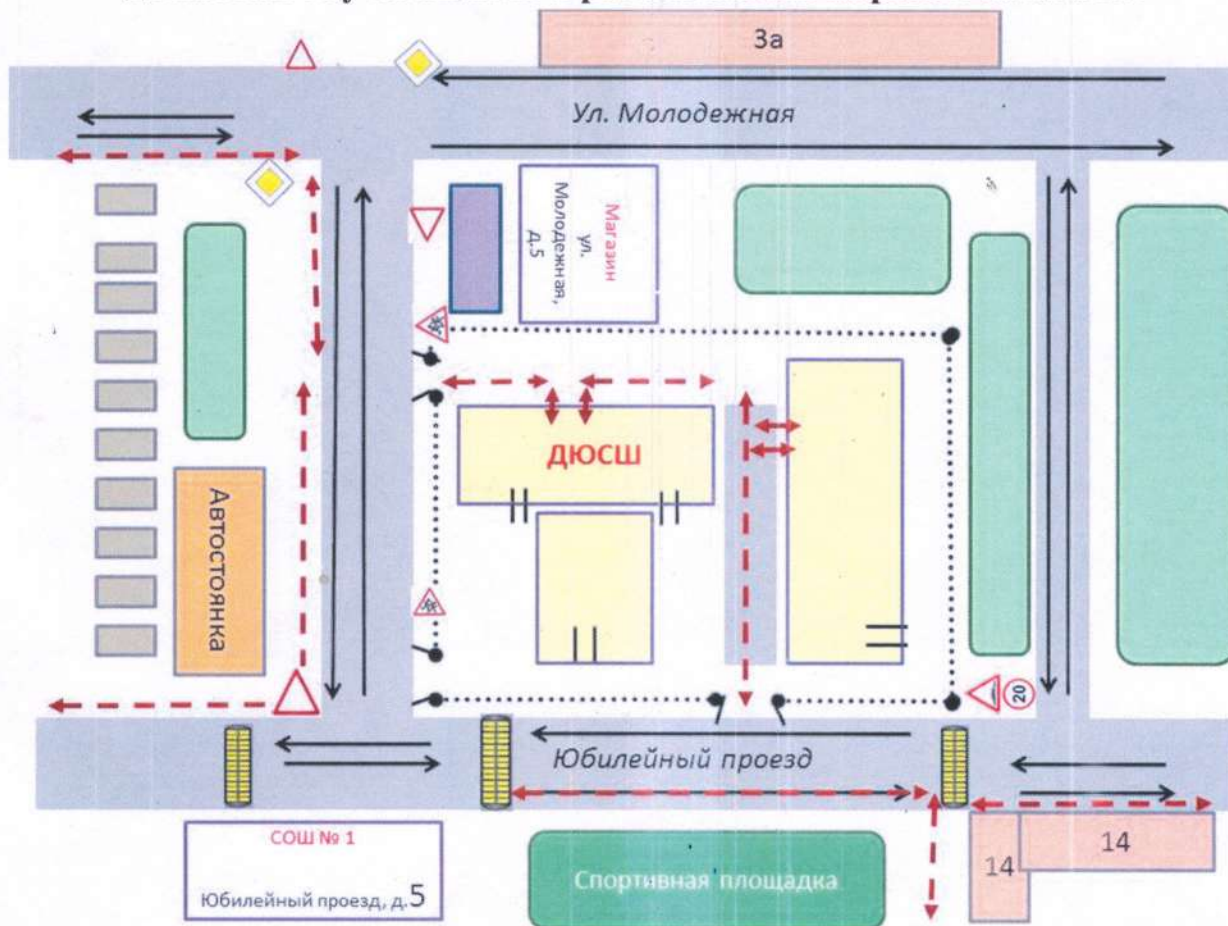 3а
Ул. Молодежная
Магазин
ул.
Молодежная,
д.5
ДЮСШ
Автостоянка
20
Юбилейный проезд
СОШ № 1
Юбилейный проезд, д.5
Спортивная площадка
14
14